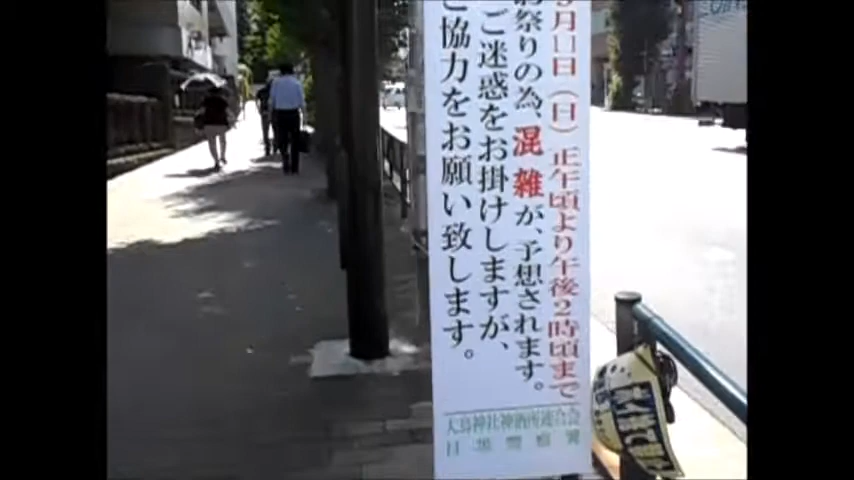 9月11日(日)正午頃より午後2時頃まで
お祭りの為、混雑が、予想されます。
ご迷惑をお掛けしますが、
ご協力をお願い致します。
大鳥神社神酒所連合会
目黒警察署